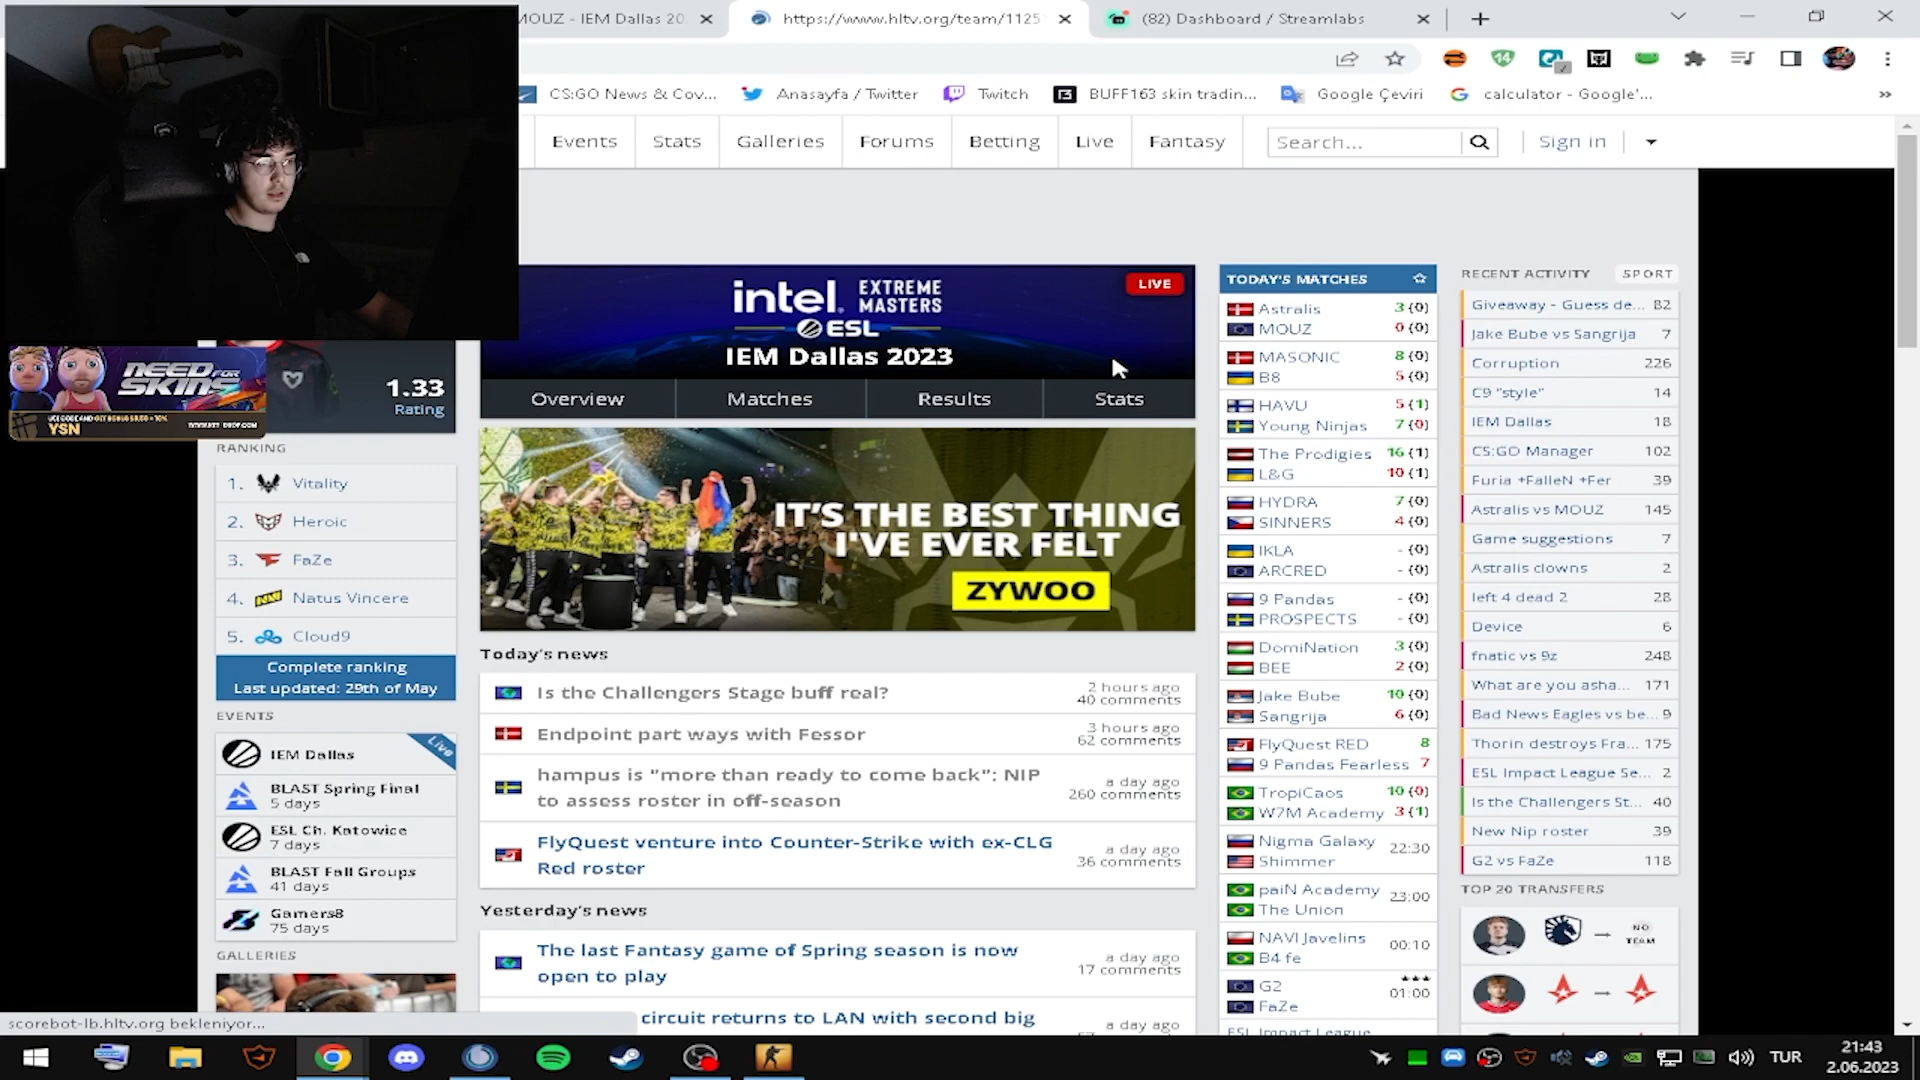 MOUZ - IEM Dallas 20
https://www.hltv.org/team/1125
(82) Dashboard / Streamlabs
14
CS:GO News & Cov...
Anasayfa / Twitter
Twitch
BUFF163 skin tradin...
Google Çeviri
calculator - Google'...
Events
Stats
Galleries
Forums
Betting
Live
Fantasy
Search...
Sign in
NEED FOR
SKINS
YSN
1.33
Rating
RANKING
1. Vitality
2. Heroic
3. FaZe
4. Natus Vincere
5. Cloud9
Complete ranking
Last updated: 29th of May
EVENTS
IEM Dallas
Live
BLAST Spring Final
5 days
ESL Ch. Katowice
7 days
BLAST Fall Groups
41 days
Gamers8
75 days
GALLERIES
intel. EXTREME
MASTERS
ESL
IEM Dallas 2023
LIVE
Overview
Matches
Results
Stats
IT'S THE BEST THING
I'VE EVER FELT
ZYWOO
Today's news
Is the Challengers Stage buff real?
2 hours ago
40 comments
Endpoint part ways with Fessor
3 hours ago
62 comments
hampus is "more than ready to come back": NIP
to assess roster in off-season
a day ago
260 comments
FlyQuest venture into Counter-Strike with ex-CLG
Red roster
a day ago
36 comments
Yesterday's news
The last Fantasy game of Spring season is now
open to play
a day ago
17 comments
circuit returns to LAN with second big
a day ago
TODAY'S MATCHES
Astralis 3 (0)
MOUZ 0 (0)
MASONIC 8 (0)
B8 5 (0)
HAVU 5 (1)
Young Ninjas 7 (0)
The Prodigies 16 (1)
L&G 10 (1)
HYDRA 7 (0)
SINNERS 4 (0)
IKLA - (0)
ARCRED - (0)
9 Pandas - (0)
PROSPECTS - (0)
DomiNation 3 (0)
BEE 2 (0)
Jake Bube 10 (0)
Sangrija 6 (0)
FlyQuest RED 8
9 Pandas Fearless 7
TropiCaos 10 (0)
W7M Academy 3 (1)
Nigma Galaxy
Shimmer
22:30
paiN Academy
The Union
23:00
NAVI Javelins
B4 fe
00:10
G2
FaZe
01:00
ESL Impact League
RECENT ACTIVITY
SPORT
Giveaway - Guess de... 82
Jake Bube vs Sangrija 7
Corruption 226
C9 "style" 14
IEM Dallas 18
CS:GO Manager 102
Furia +FalleN +Fer 39
Astralis vs MOUZ 145
Game suggestions 7
Astralis clowns 2
left 4 dead 2 28
Device 6
fnatic vs 9z 248
What are you asha... 171
Bad News Eagles vs be... 9
Thorin destroys Fra... 175
ESL Impact League Se... 2
Is the Challengers St... 40
New Nip roster 39
G2 vs FaZe 118
TOP 20 TRANSFERS
NO
TEAM
scorebot-lb.hltv.org bekleniyor...
TUR
21:43
2.06.2023